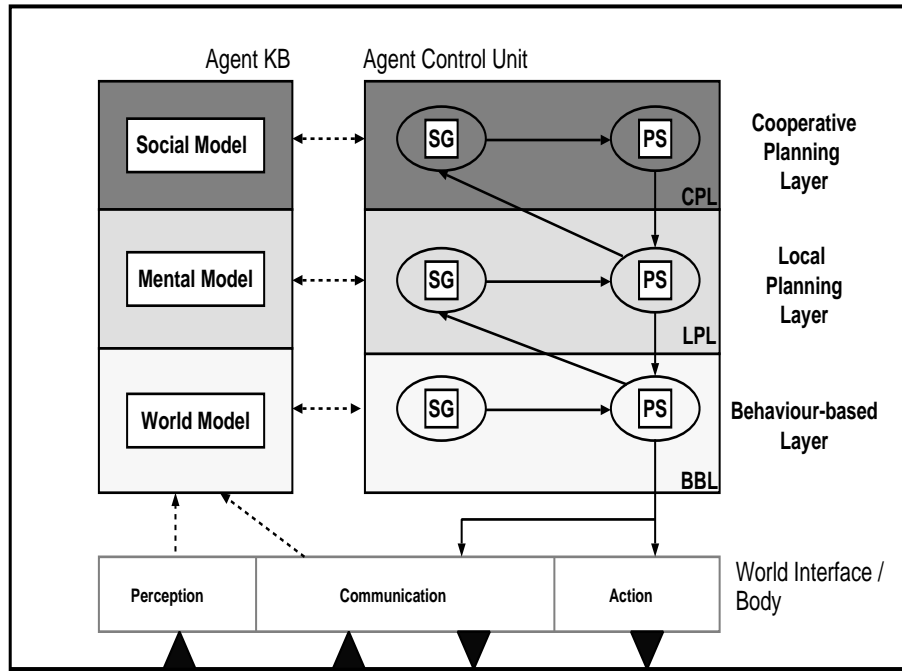 Agent KB
Agent Control Unit
Social Model
SG
PS
CPL
Cooperative
Planning
Layer
Mental Model
SG
PS
LPL
Local
Planning
Layer
World Model
SG
PS
BBL
Behaviour-based
Layer
Perception
Communication
Action
World Interface /
Body